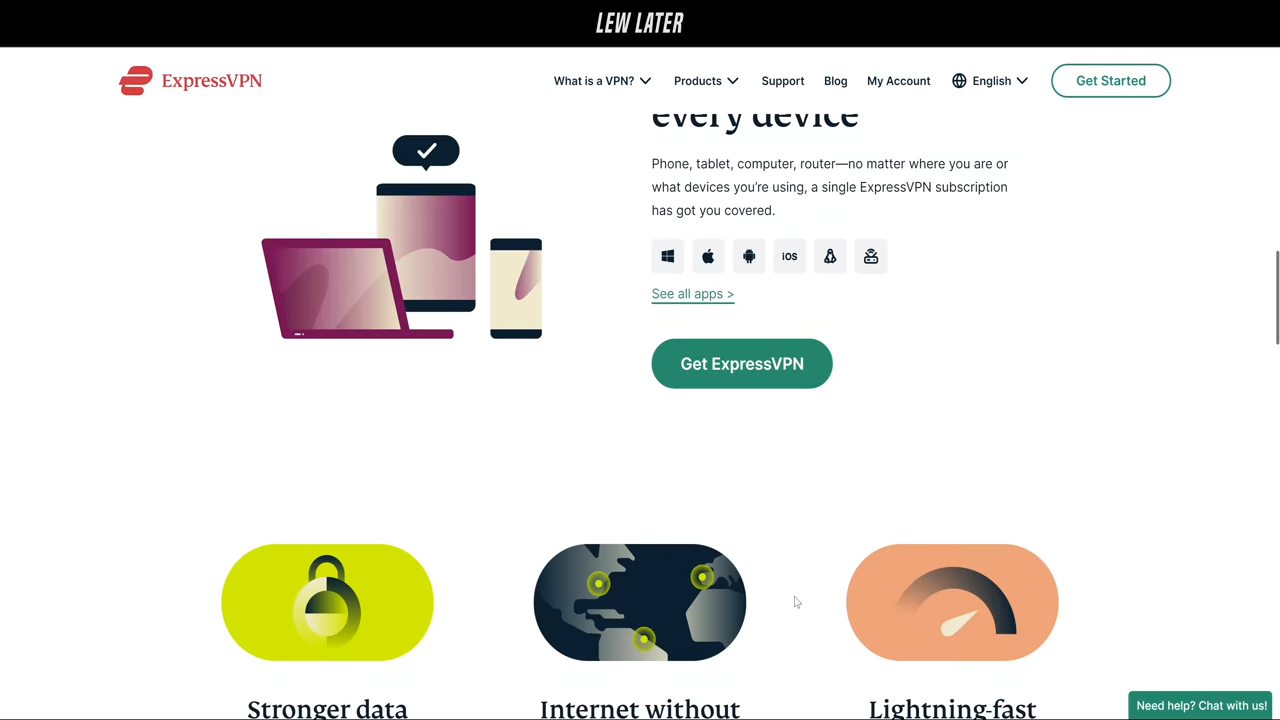 LEW LATER
ExpressVPN
What is a VPN?
Products
Support
Blog
My Account
English
Get Started
every device
Phone, tablet, computer, router—no matter where you are or
what devices you're using, a single ExpressVPN subscription
has got you covered.
iOS
See all apps >
Get ExpressVPN
Stronger data
Internet without
Lightning-fast
Need help? Chat with us!